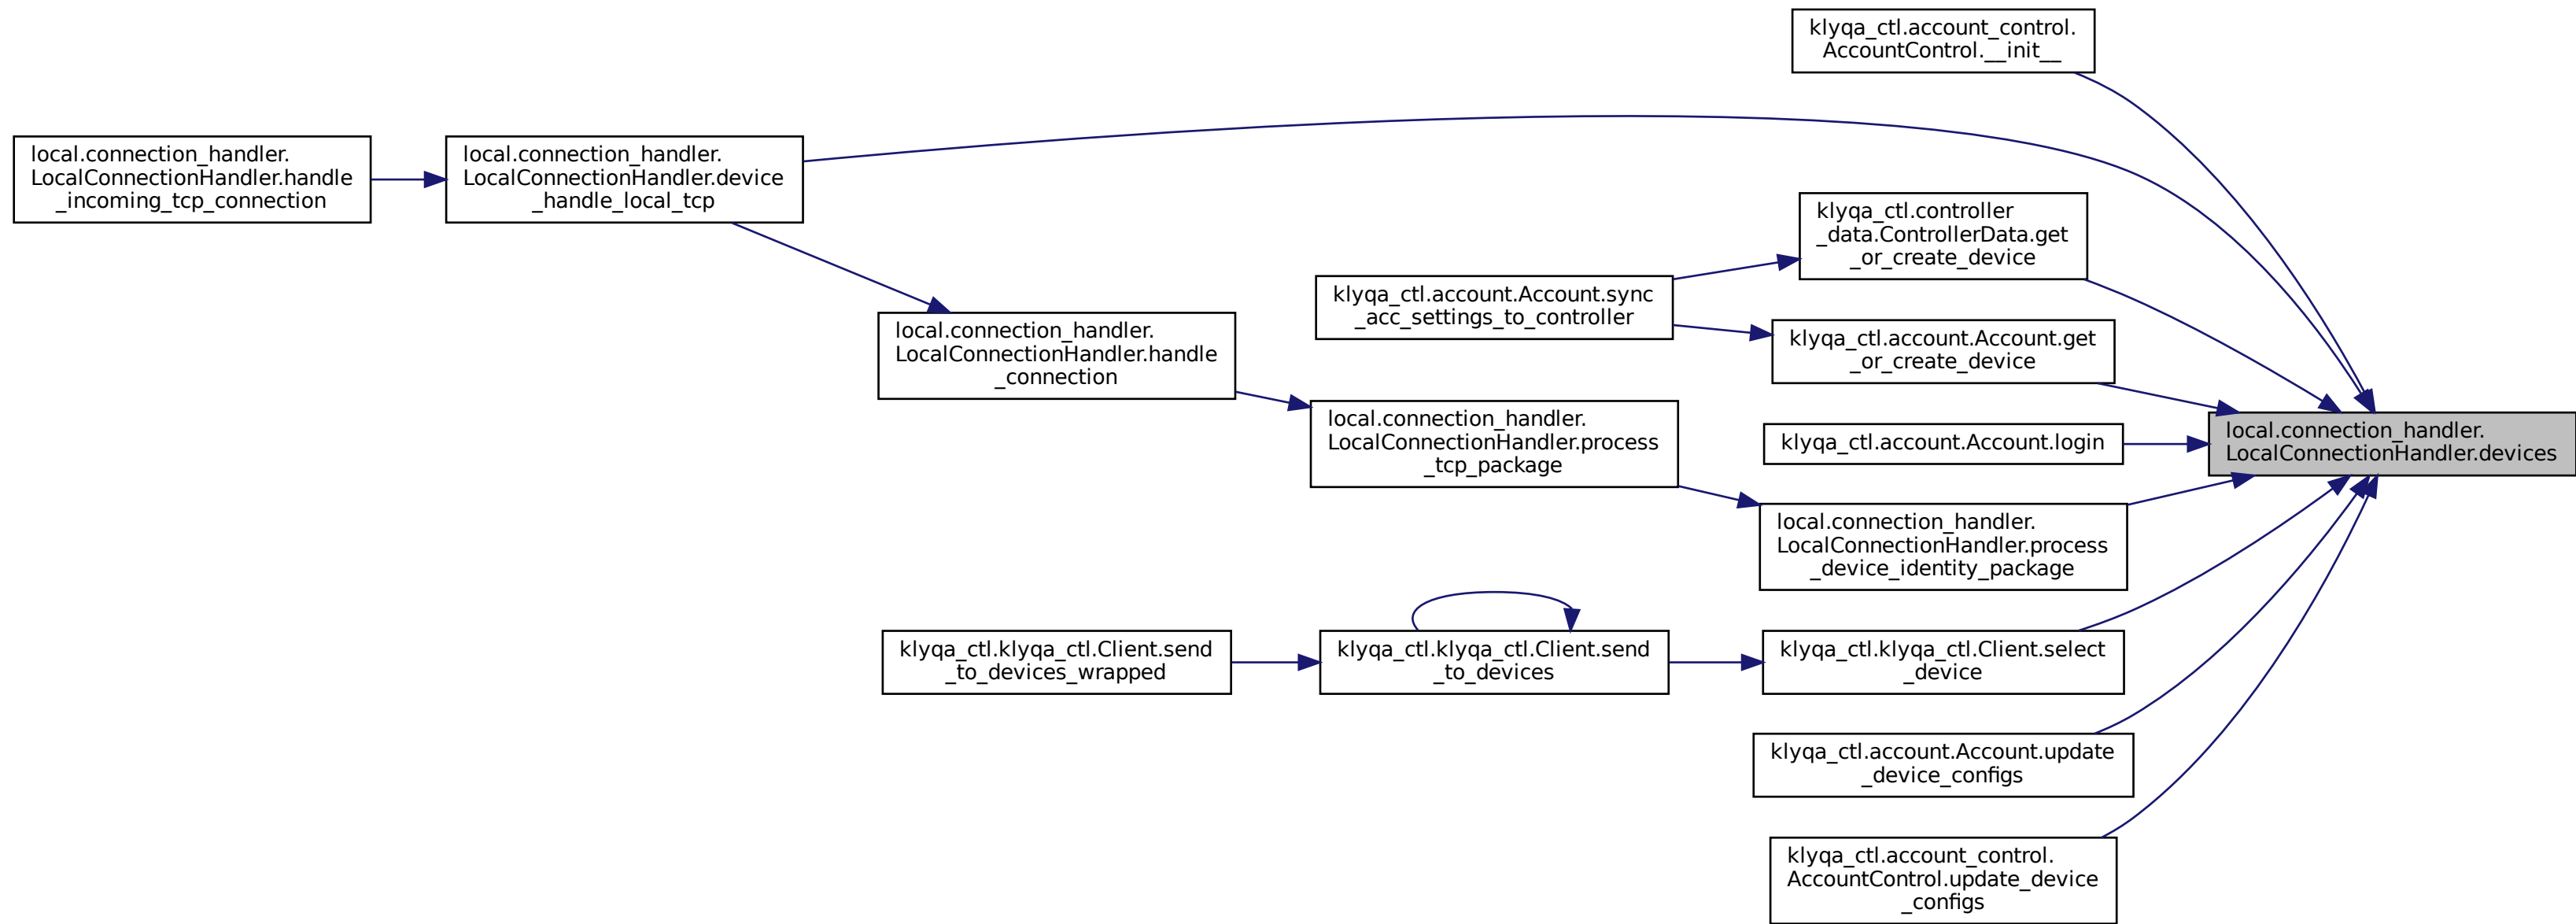 klyqa_ctl.account_control.
AccountControl.__init__
local.connection_handler.
LocalConnectionHandler.handle
_incoming_tcp_connection
local.connection_handler.
LocalConnectionHandler.device
_handle_local_tcp
klyqa_ctl.controller
_data.ControllerData.get
_or_create_device
klyqa_ctl.account.Account.sync
_acc_settings_to_controller
local.connection_handler.
LocalConnectionHandler.handle
_connection
klyqa_ctl.account.Account.get
_or_create_device
local.connection_handler.
LocalConnectionHandler.process
_tcp_package
klyqa_ctl.account.Account.login
local.connection_handler.
LocalConnectionHandler.devices
local.connection_handler.
LocalConnectionHandler.process
_device_identity_package
klyqa_ctl.klyqa_ctl.Client.send
_to_devices_wrapped
klyqa_ctl.klyqa_ctl.Client.send
_to_devices
klyqa_ctl.klyqa_ctl.Client.select
_device
klyqa_ctl.account.Account.update
_device_configs
klyqa_ctl.account_control.
AccountControl.update_device
_configs